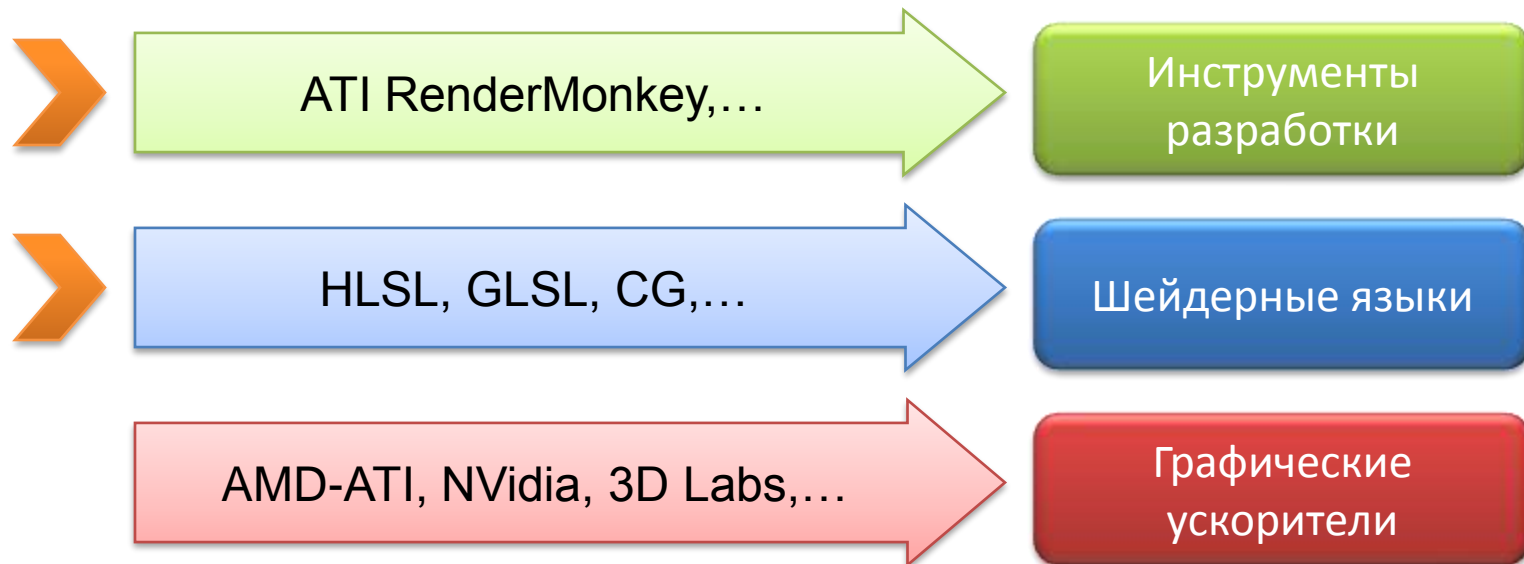 ATI RenderMonkey,…
Инструменты
разработки
HLSL, GLSL, CG,…
Шейдерные языки
AMD-ATI, NVidia, 3D Labs,…
Графические
ускорители